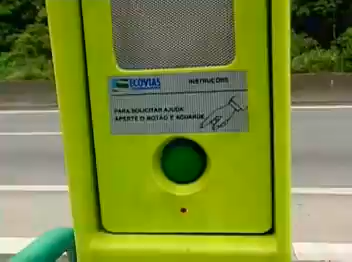 ECOVIAS INSTRUÇÕES
PARA SOLICITAR AJUDA
APERTE O BOTÃO E AGUARDE